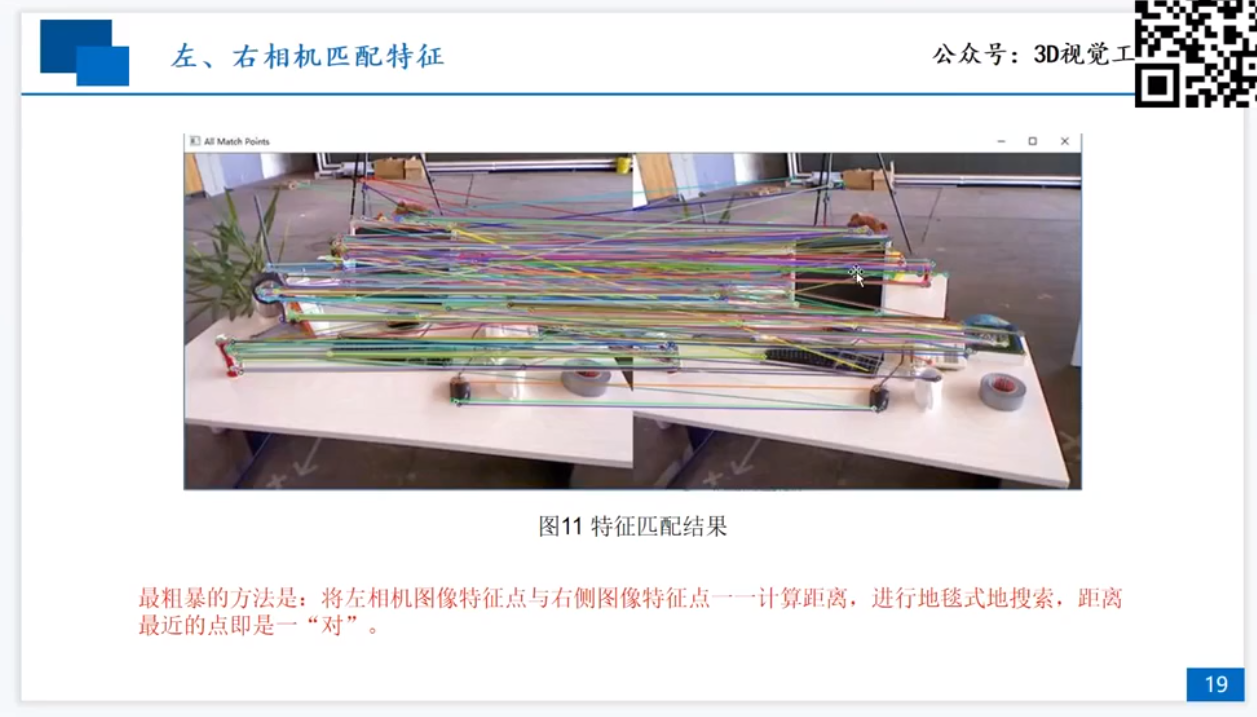 左、右相机匹配特征
公众号：3D视觉工
All Match Points
图11 特征匹配结果
最粗暴的方法是：将左相机图像特征点与右侧图像特征点一一计算距离，进行地毯式地搜索，距离
最近的点即是一“对”。
19